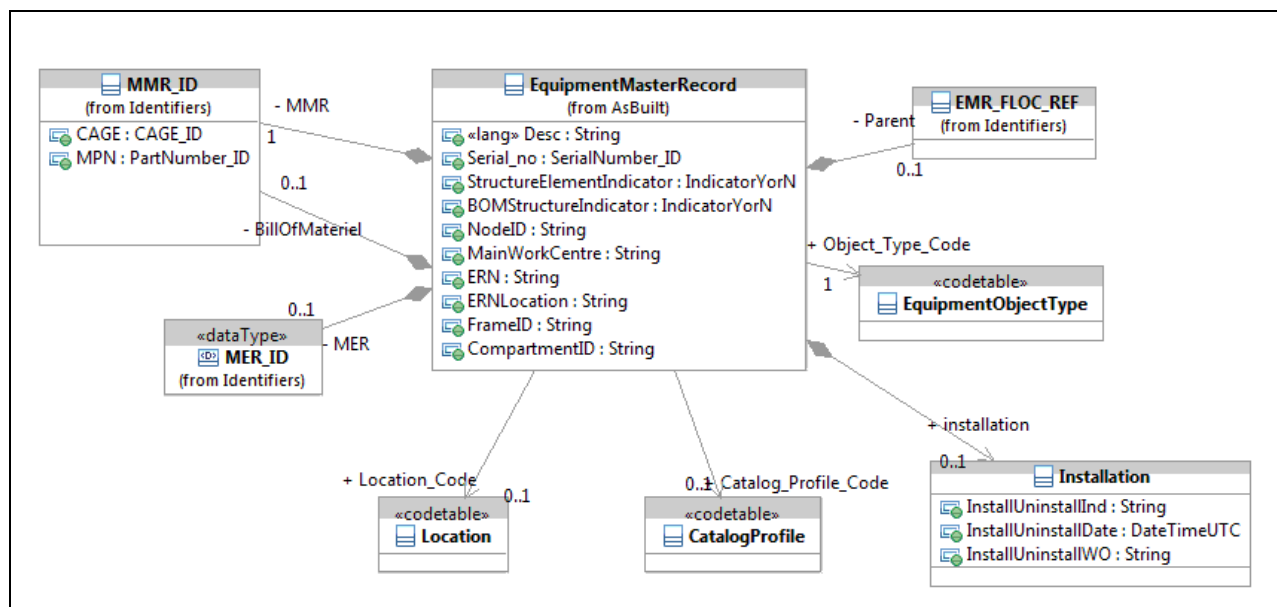 MMR_ID
(from Identifiers)
CAGE : CAGE_ID
MPN : PartNumber_ID
- MMR
1
0..1
- BillOfMateriel
0..1
- MER
«dataType»
MER_ID
(from Identifiers)
EquipmentMasterRecord
(from AsBuilt)
«lang» Desc : String
Serial_no : SerialNumber_ID
StructureElementIndicator : IndicatorYorN
BOMStructureIndicator : IndicatorYorN
NodeID : String
MainWorkCentre : String
ERN : String
ERNLocation : String
FrameID : String
CompartmentID : String
EMR_FLOC_REF
(from Identifiers)
- Parent
0..1
+ Object_Type_Code
1
«codetable»
EquipmentObjectType
+ installation
0..1
Installation
InstallUninstallInd : String
InstallUninstallDate : DateTimeUTC
InstallUninstallWO : String
+ Location_Code
0..1
«codetable»
Location
0..1
+ Catalog_Profile_Code
«codetable»
CatalogProfile